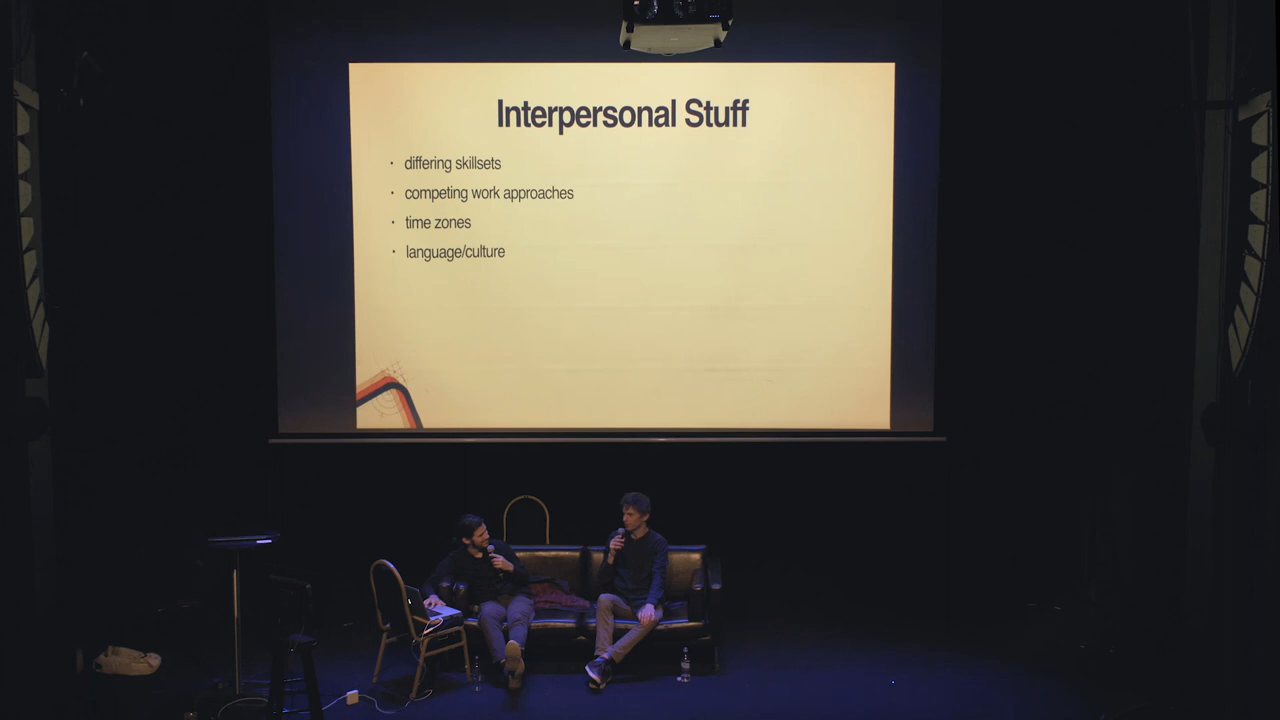 Interpersonal Stuff
· differing skillsets
· competing work approaches
· time zones
· language/culture